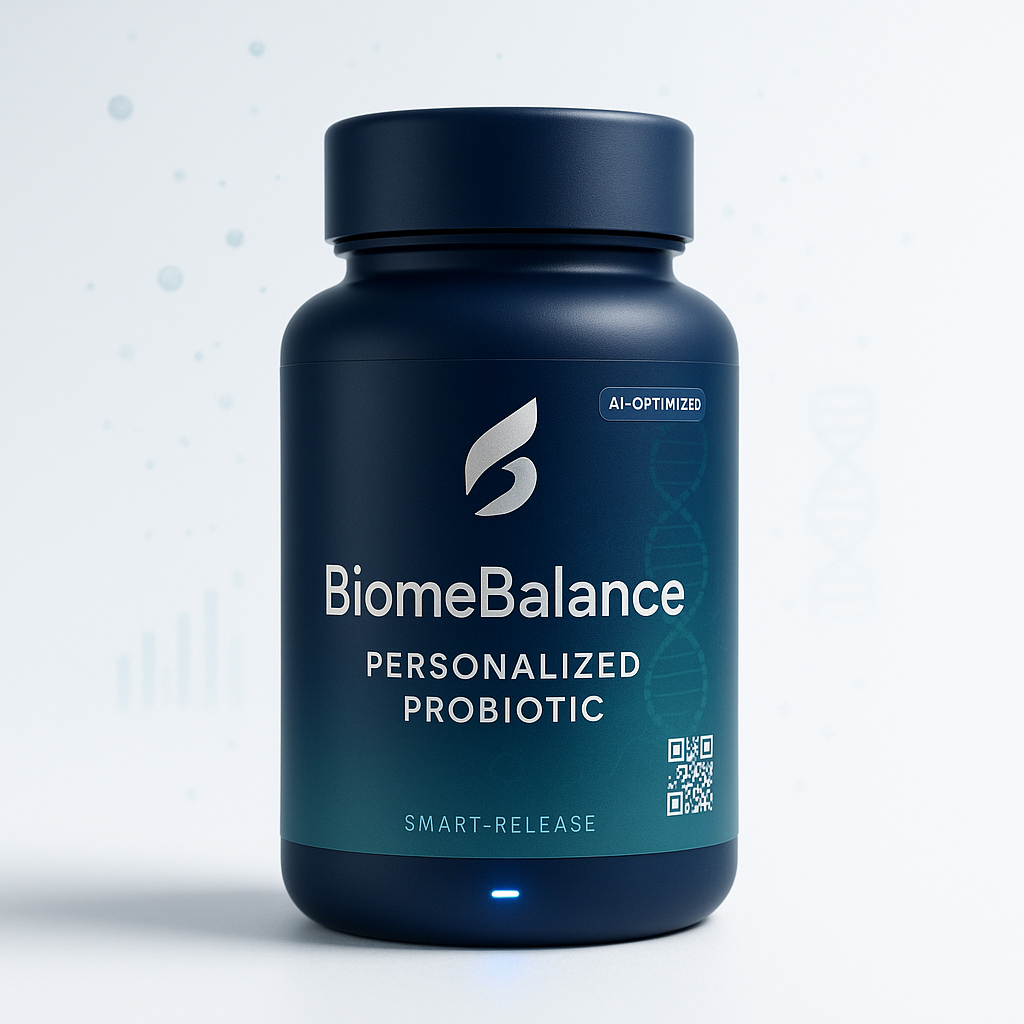 AI-OPTIMIZED
BiomeBalance
PERSONALIZED
PROBIOTIC
SMART-RELEASE